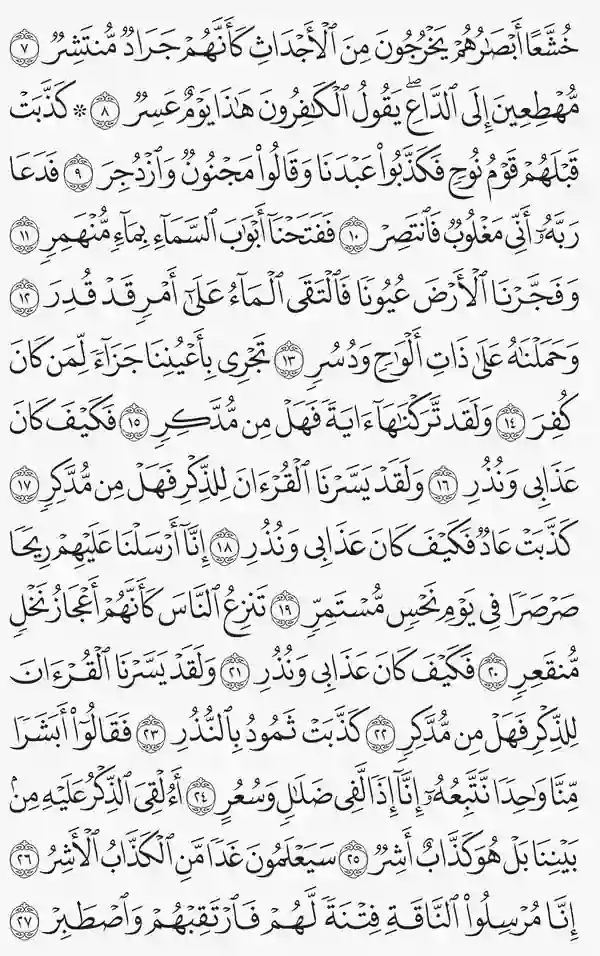 خُشَّعًا أَبْصَٰرُهُمْ يَخْرُجُونَ مِنَ ٱلْأَجْدَاثِ كَأَنَّهُمْ جَرَادٌ مُّنتَشِرٌ ٧
مُّهْطِعِينَ إِلَى ٱلدَّاعِ ۖ يَقُولُ ٱلْكَٰفِرُونَ هَٰذَا يَوْمٌ عَسِرٌ ٨ ۞ كَذَّبَتْ
قَبْلَهُمْ قَوْمُ نُوحٍ فَكَذَّبُوا۟ عَبْدَنَا وَقَالُوا۟ مَجْنُونٌ وَٱزْدُجِرَ ٩ فَدَعَا
رَبَّهُۥٓ أَنِّى مَغْلُوبٌ فَٱنتَصِرْ ١٠ فَفَتَحْنَآ أَبْوَٰبَ ٱلسَّمَآءِ بِمَآءٍ مُّنْهَمِرٍ ١١
وَفَجَّرْنَا ٱلْأَرْضَ عُيُونًا فَٱلْتَقَى ٱلْمَآءُ عَلَىٰٓ أَمْرٍ قَدْ قُدِرَ ١٢
وَحَمَلْنَٰهُ عَلَىٰ ذَاتِ أَلْوَٰحٍ وَدُسُرٍ ١٣ تَجْرِى بِأَعْيُنِنَا جَزَآءً لِّمَن كَانَ
كُفِرَ ١٤ وَلَقَد تَّرَكْنَٰهَآ ءَايَةً فَهَلْ مِن مُّدَّكِرٍ ١٥ فَكَيْفَ كَانَ
عَذَابِى وَنُذُرِ ١٦ وَلَقَدْ يَسَّرْنَا ٱلْقُرْءَانَ لِلذِّكْرِ فَهَلْ مِن مُّدَّكِرٍ ١٧
كَذَّبَتْ عَادٌ فَكَيْفَ كَانَ عَذَابِى وَنُذُرِ ١٨ إِنَّآ أَرْسَلْنَا عَلَيْهِمْ رِيحًا
صَرْصَرًا فِى يَوْمِ نَحْسٍ مُّسْتَمِرٍّ ١٩ تَنزِعُ ٱلنَّاسَ كَأَنَّهُمْ أَعْجَازُ نَخْلٍ
مُّنقَعِرٍ ٢٠ فَكَيْفَ كَانَ عَذَابِى وَنُذُرِ ٢١ وَلَقَدْ يَسَّرْنَا ٱلْقُرْءَانَ
لِلذِّكْرِ فَهَلْ مِن مُّدَّكِرٍ ٢٢ كَذَّبَتْ ثَمُودُ بِٱلنُّذُرِ ٢٣ فَقَالُوٓا۟ أَبَشَرًا
مِّنَّا وَٰحِدًا نَّتَّبِعُهُۥٓ إِنَّآ إِذًا لَّفِى ضَلَٰلٍ وَسُعُرٍ ٢٤ أَءُلْقِىَ ٱلذِّكْرُ عَلَيْهِ مِنۢ
بَيْنِنَا بَلْ هُوَ كَذَّابٌ أَشِرٌ ٢٥ سَيَعْلَمُونَ غَدًا مَّنِ ٱلْكَذَّابُ ٱلْأَشِرُ ٢٦
إِنَّا مُرْسِلُوا۟ ٱلنَّاقَةِ فِتْنَةً لَّهُمْ فَٱرْتَقِبْهُمْ وَٱصْطَبِرْ ٢٧